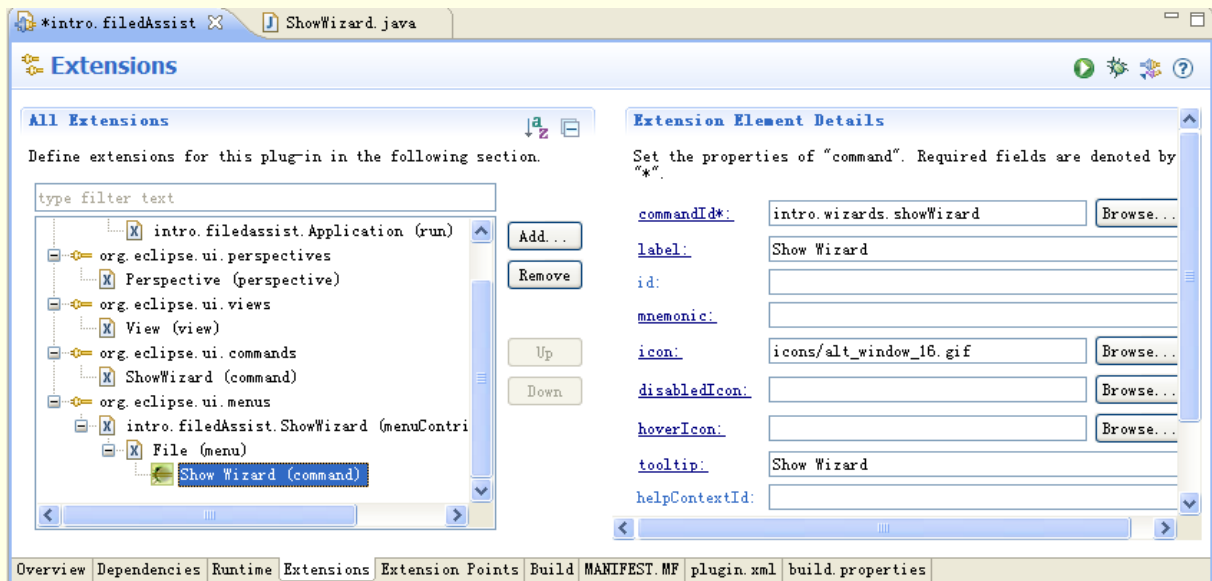 *intro.filedAssist ShowWizard.java
Extensions
All Extensions
Define extensions for this plug-in in the following section.
type filter text
intro.filedassist.Application (run)
org.eclipse.ui.perspectives
Perspective (perspective)
org.eclipse.ui.views
View (view)
org.eclipse.ui.commands
ShowWizard (command)
org.eclipse.ui.menus
intro.filedAssist.ShowWizard (menuContri
File (menu)
Show Wizard (command)
Add...
Remove
Up
Down
Extension Element Details
Set the properties of "command". Required fields are denoted by
"*".
commandId*: intro.wizards.showWizard Browse...
label: Show Wizard
id:
mnemonic:
icon: icons/alt_window_16.gif Browse...
disabledIcon: Browse...
hoverIcon: Browse...
tooltip: Show Wizard
helpContextId:
Overview Dependencies Runtime Extensions Extension Points Build MANIFEST.MF plugin.xml build.properties